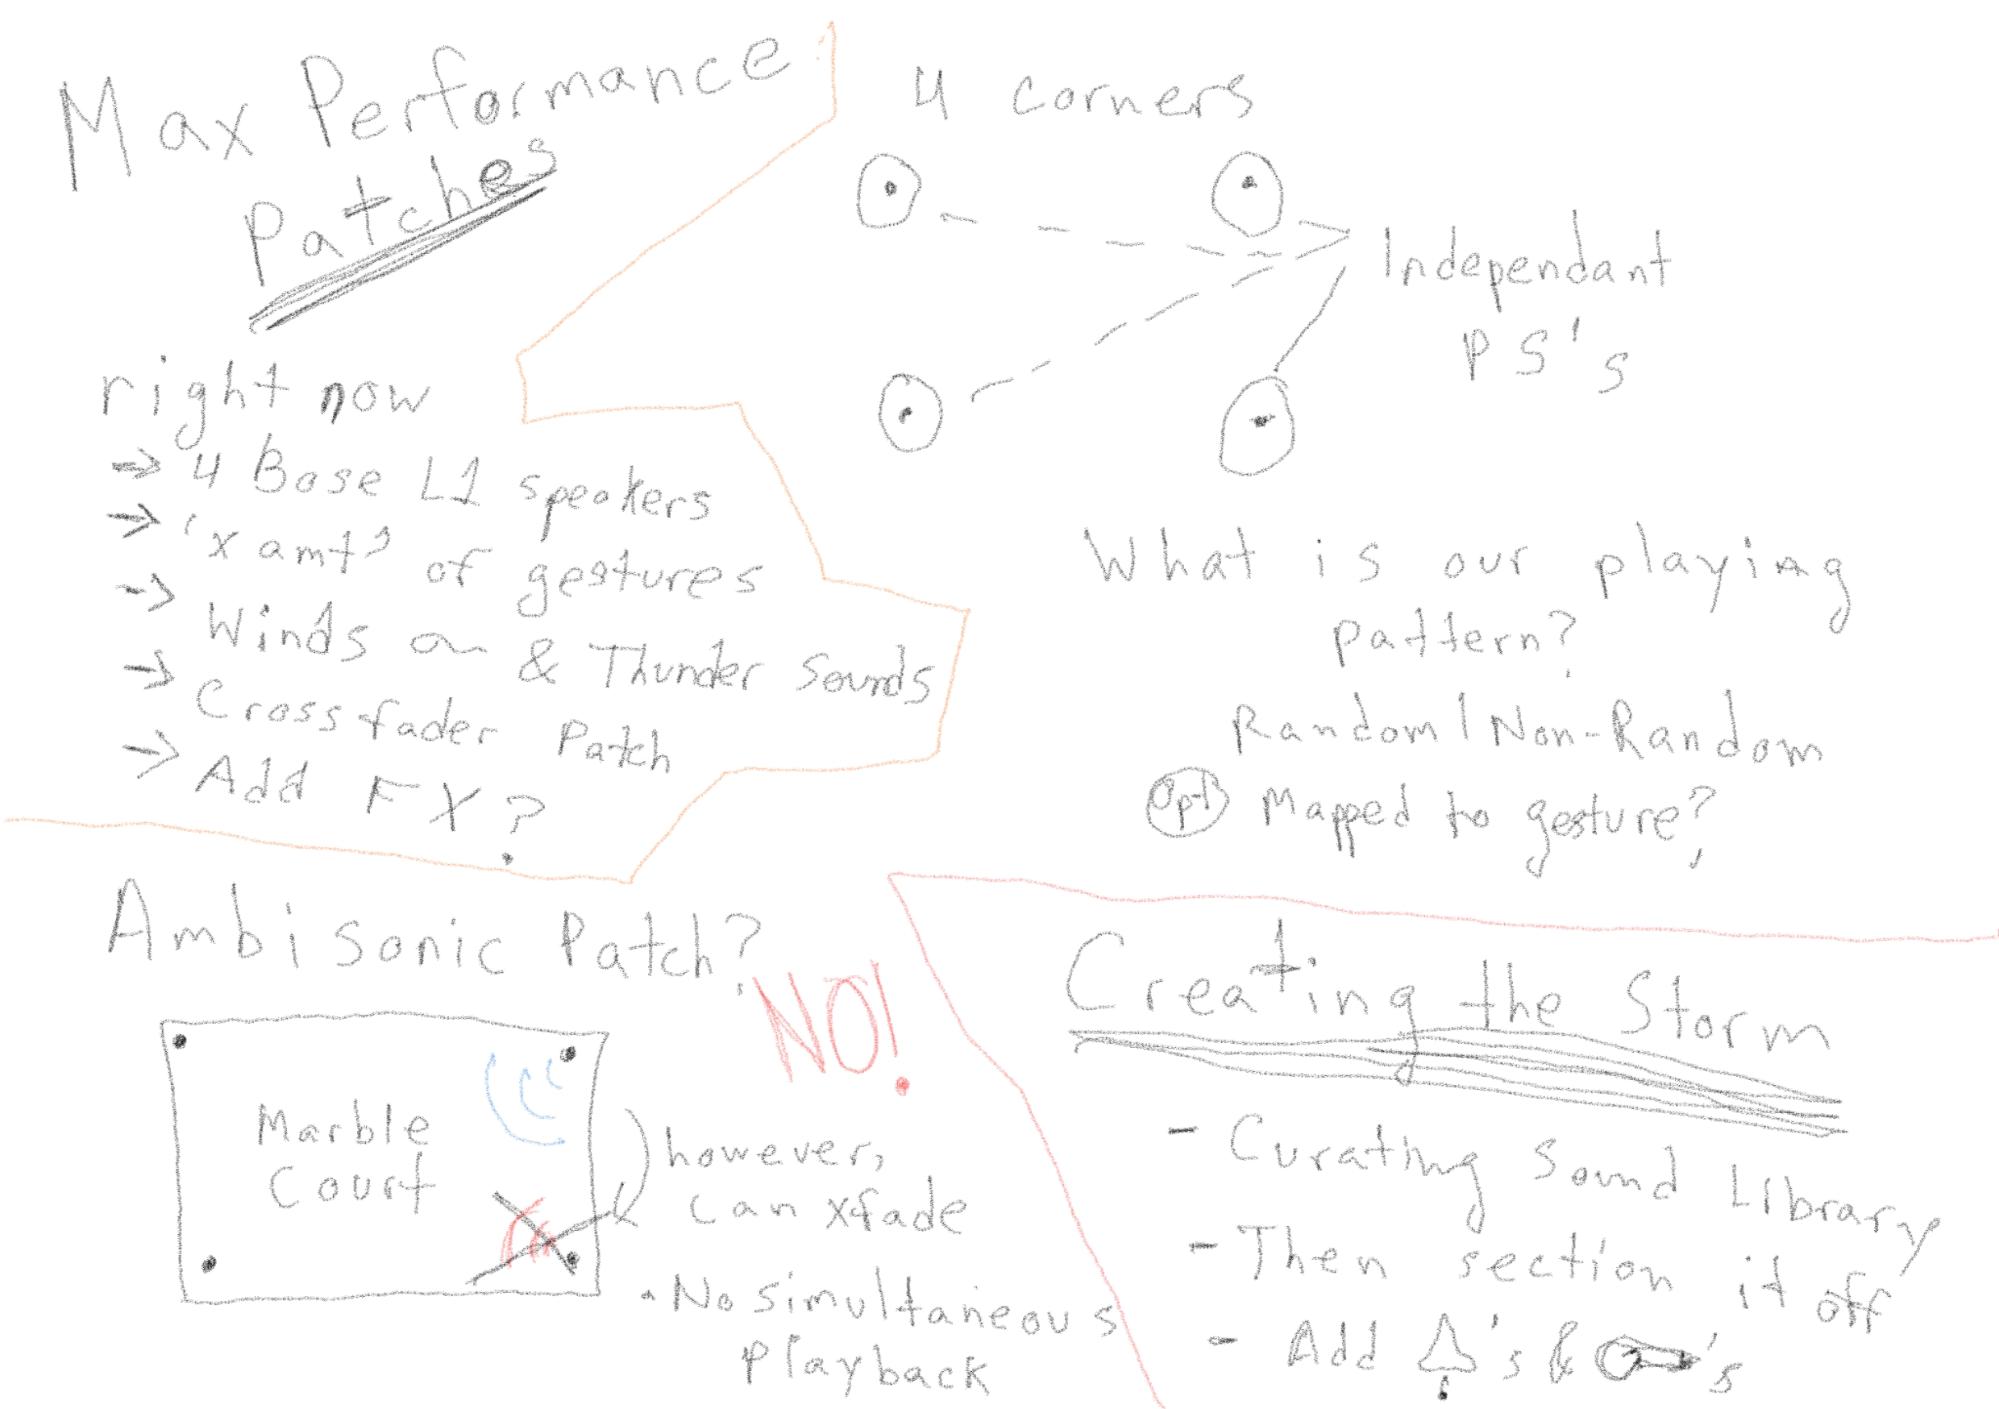 Max Performance
Patches
right now
→ 4 Bose L1 speakers
→ 'x amt' of gestures
→ Winds on & Thunder Sounds
→ Crossfader Patch
→ Add FX?
4 corners
Independant
PS's
What is our playing
pattern?
Random / Non-Random
Opt Mapped to gesture?
Ambisonic Patch?
NO!
Marble
Court
however,
can xfade
• No simultaneous
playback
Creating the Storm
- Curating Sound Library
- Then section it off
- Add 's & 's